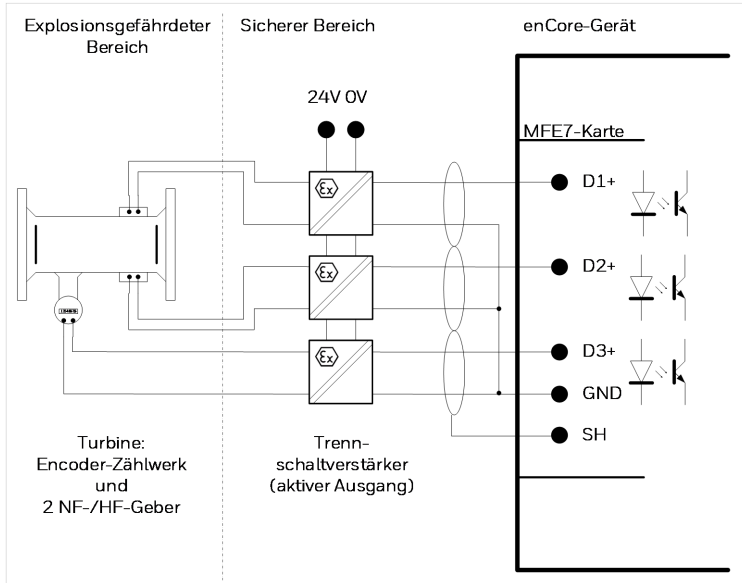 Explosionsgefährdeter
Bereich
Sicherer Bereich
enCore-Gerät
24V 0V
MFE7-Karte
Ex
D1+
Ex
D2+
Ex
D3+
GND
SH
Turbine:
Encoder-Zählwerk
und
2 NF-/HF-Geber
Trenn-
schaltverstärker
(aktiver Ausgang)